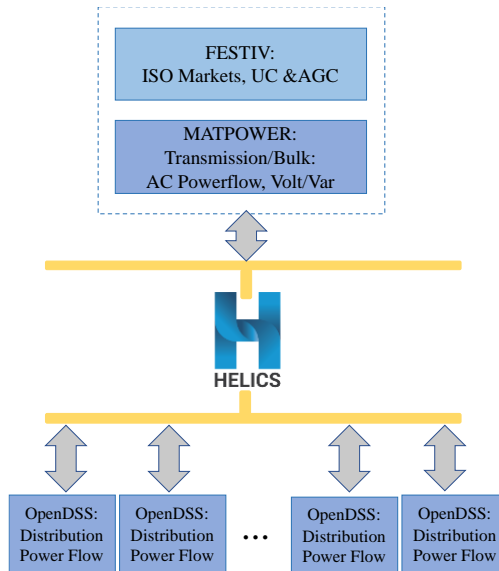 FESTIV:
ISO Markets, UC &AGC
MATPOWER:
Transmission/Bulk:
AC Powerflow, Volt/Var
HELICS
OpenDSS:
Distribution
Power Flow
OpenDSS:
Distribution
Power Flow
...
OpenDSS:
Distribution
Power Flow
OpenDSS:
Distribution
Power Flow